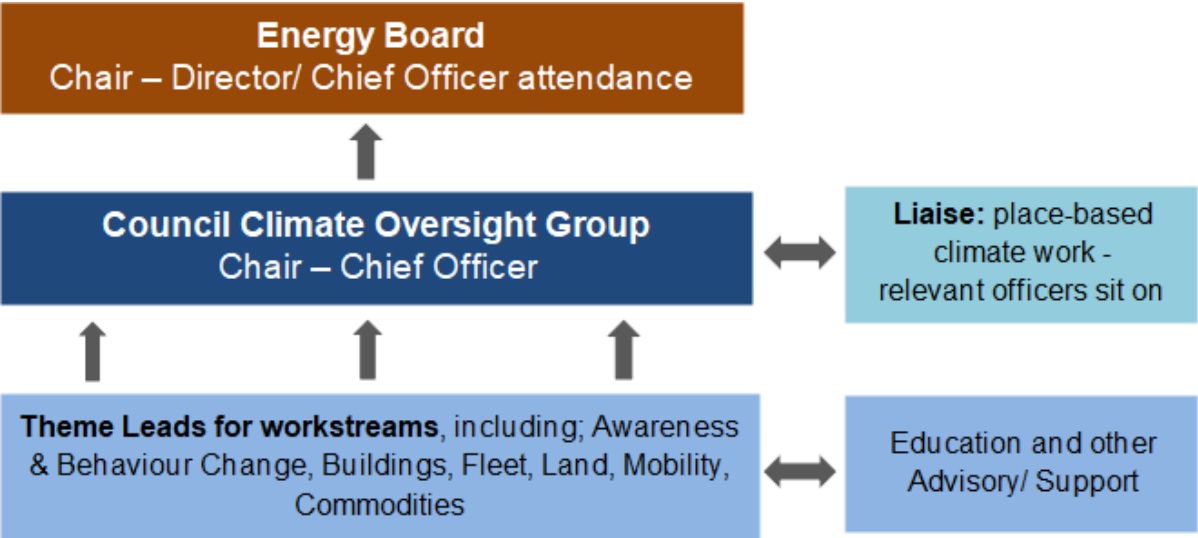 Energy Board
Chair – Director/ Chief Officer attendance
Council Climate Oversight Group
Chair – Chief Officer
Liaise: place-based
climate work -
relevant officers sit on
Theme Leads for workstreams, including; Awareness
& Behaviour Change, Buildings, Fleet, Land, Mobility,
Commodities
Education and other
Advisory/ Support